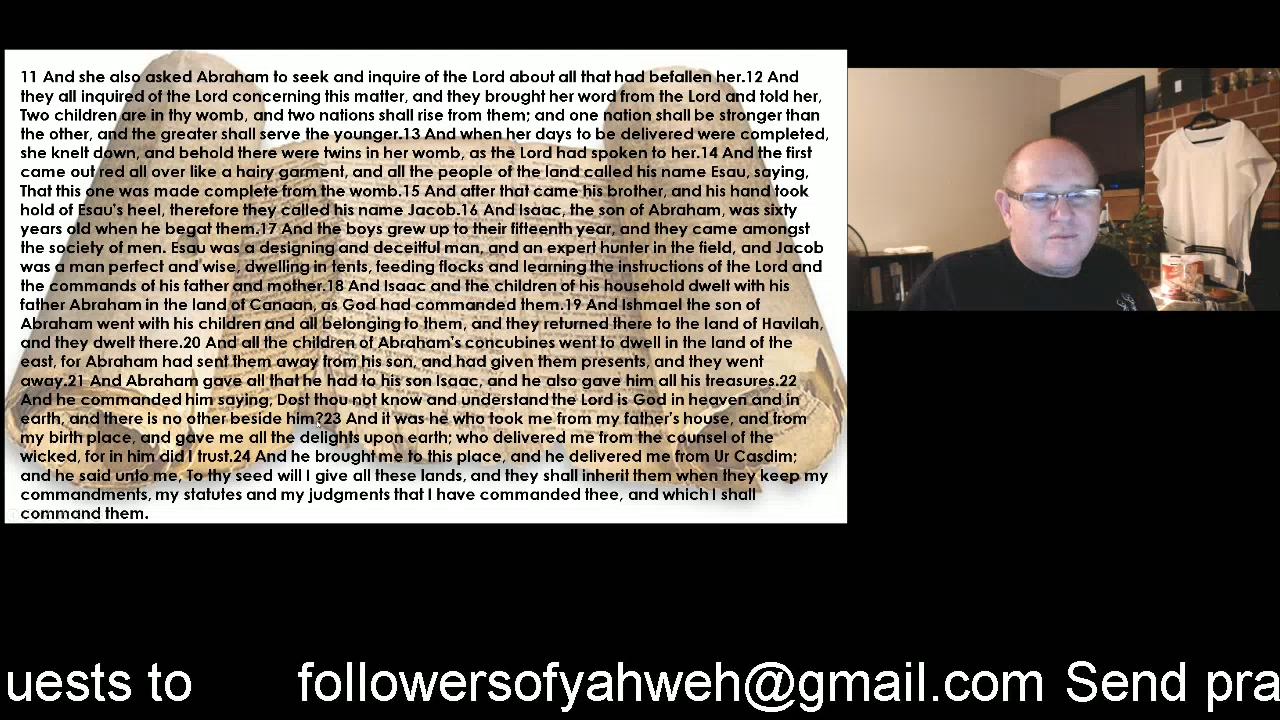 11 And she also asked Abraham to seek and inquire of the Lord about all that had befallen her.12 And
they all inquired of the Lord concerning this matter, and they brought her word from the Lord and told her,
Two children are in thy womb, and two nations shall rise from them; and one nation shall be stronger than
the other, and the greater shall serve the younger.13 And when her days to be delivered were completed,
she knelt down, and behold there were twins in her womb, as the Lord had spoken to her.14 And the first
came out red all over like a hairy garment, and all the people of the land called his name Esau, saying,
That this one was made complete from the womb.15 And after that came his brother, and his hand took
hold of Esau's heel, therefore they called his name Jacob.16 And Isaac, the son of Abraham, was sixty
years old when he begat them.17 And the boys grew up to their fifteenth year, and they came amongst
the society of men. Esau was a designing and deceitful man, and an expert hunter in the field, and Jacob
was a man perfect and wise, dwelling in tents, feeding flocks and learning the instructions of the Lord and
the commands of his father and mother.18 And Isaac and the children of his household dwelt with his
father Abraham in the land of Canaan, as God had commanded them.19 And Ishmael the son of
Abraham went with his children and all belonging to them, and they returned there to the land of Havilah,
and they dwelt there.20 And all the children of Abraham's concubines went to dwell in the land of the
east, for Abraham had sent them away from his son, and had given them presents, and they went
away.21 And Abraham gave all that he had to his son Isaac, and he also gave him all his treasures.22
And he commanded him saying, Dost thou not know and understand the Lord is God in heaven and in
earth, and there is no other beside him?23 And it was he who took me from my father's house, and from
my birth place, and gave me all the delights upon earth; who delivered me from the counsel of the
wicked, for in him did I trust.24 And he brought me to this place, and he delivered me from Ur Casdim;
and he said unto me, To thy seed will I give all these lands, and they shall inherit them when they keep my
commandments, my statutes and my judgments that I have commanded thee, and which I shall
command them.
uests to followersofyahweh@gmail.com Send pra